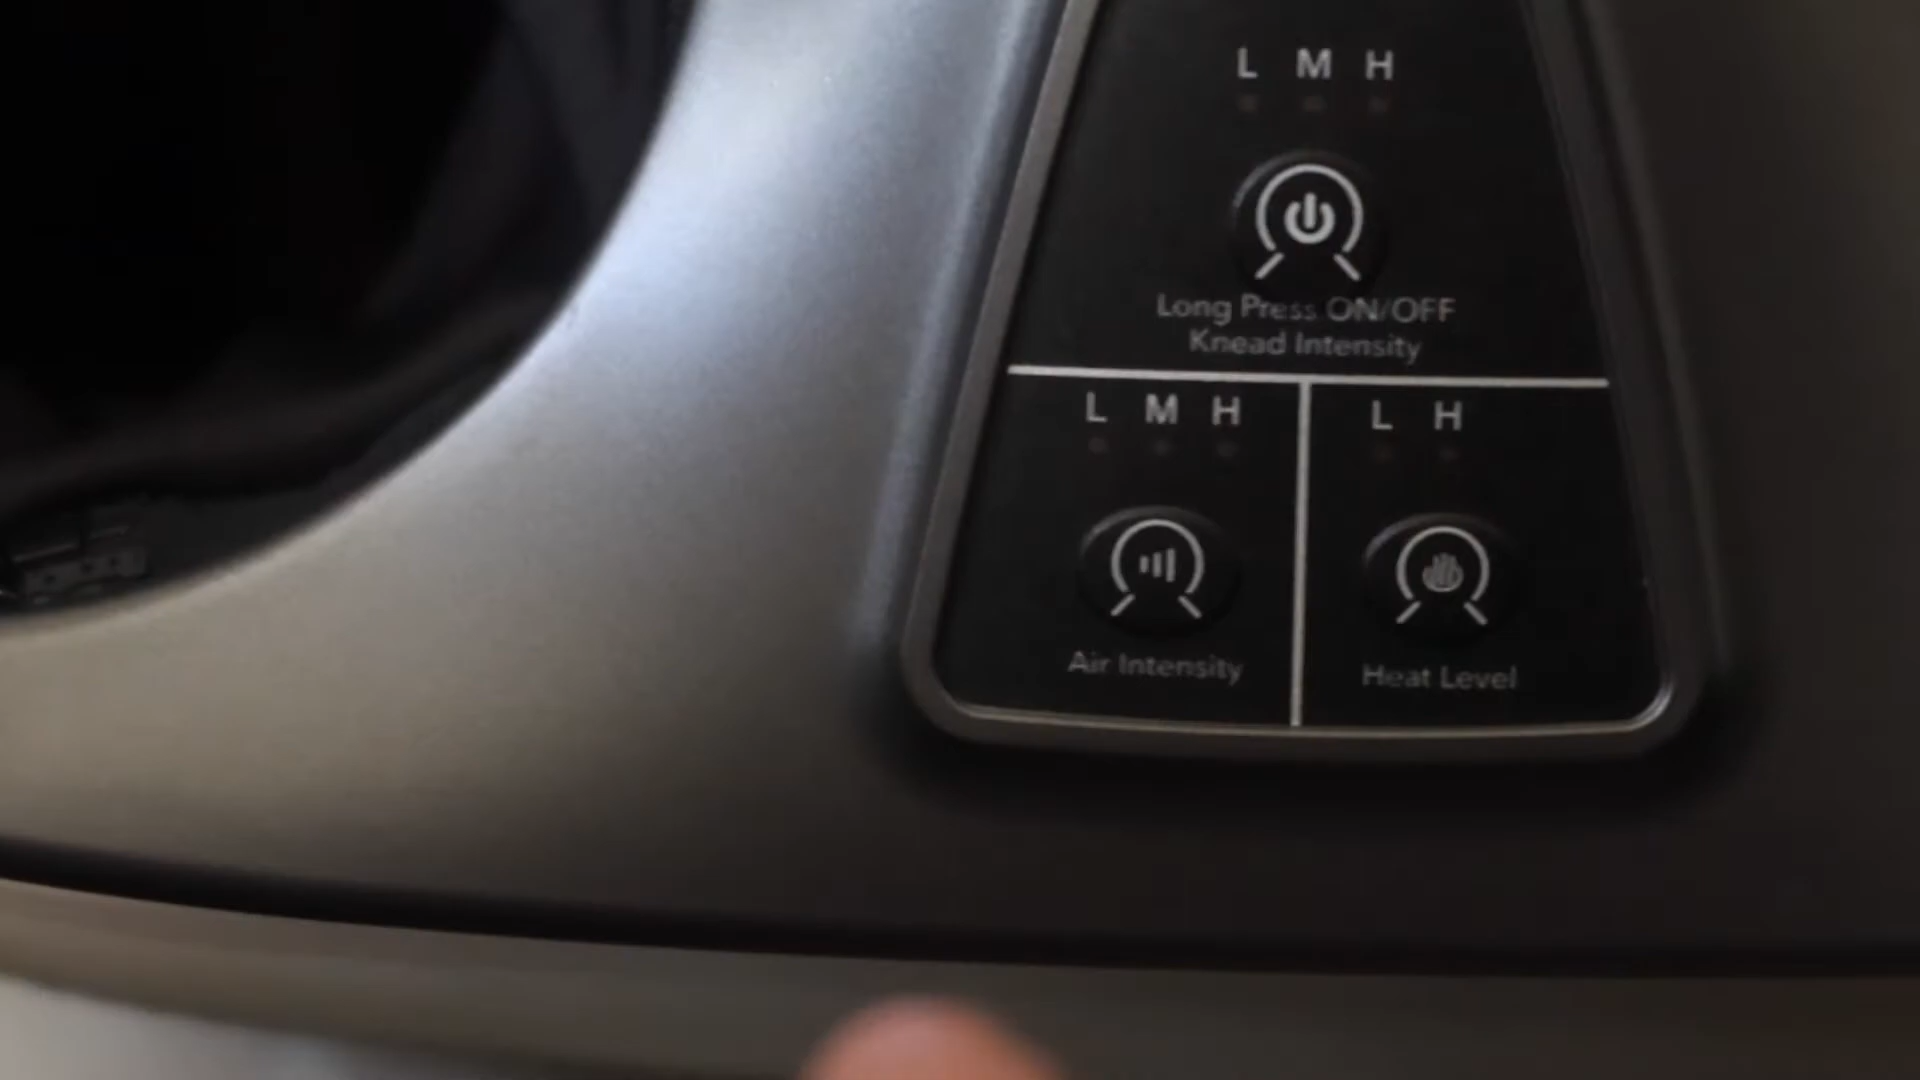 L M H
Long Press ON/OFF
Knead Intensity
L M H
L H
Air Intensity
Heat Level